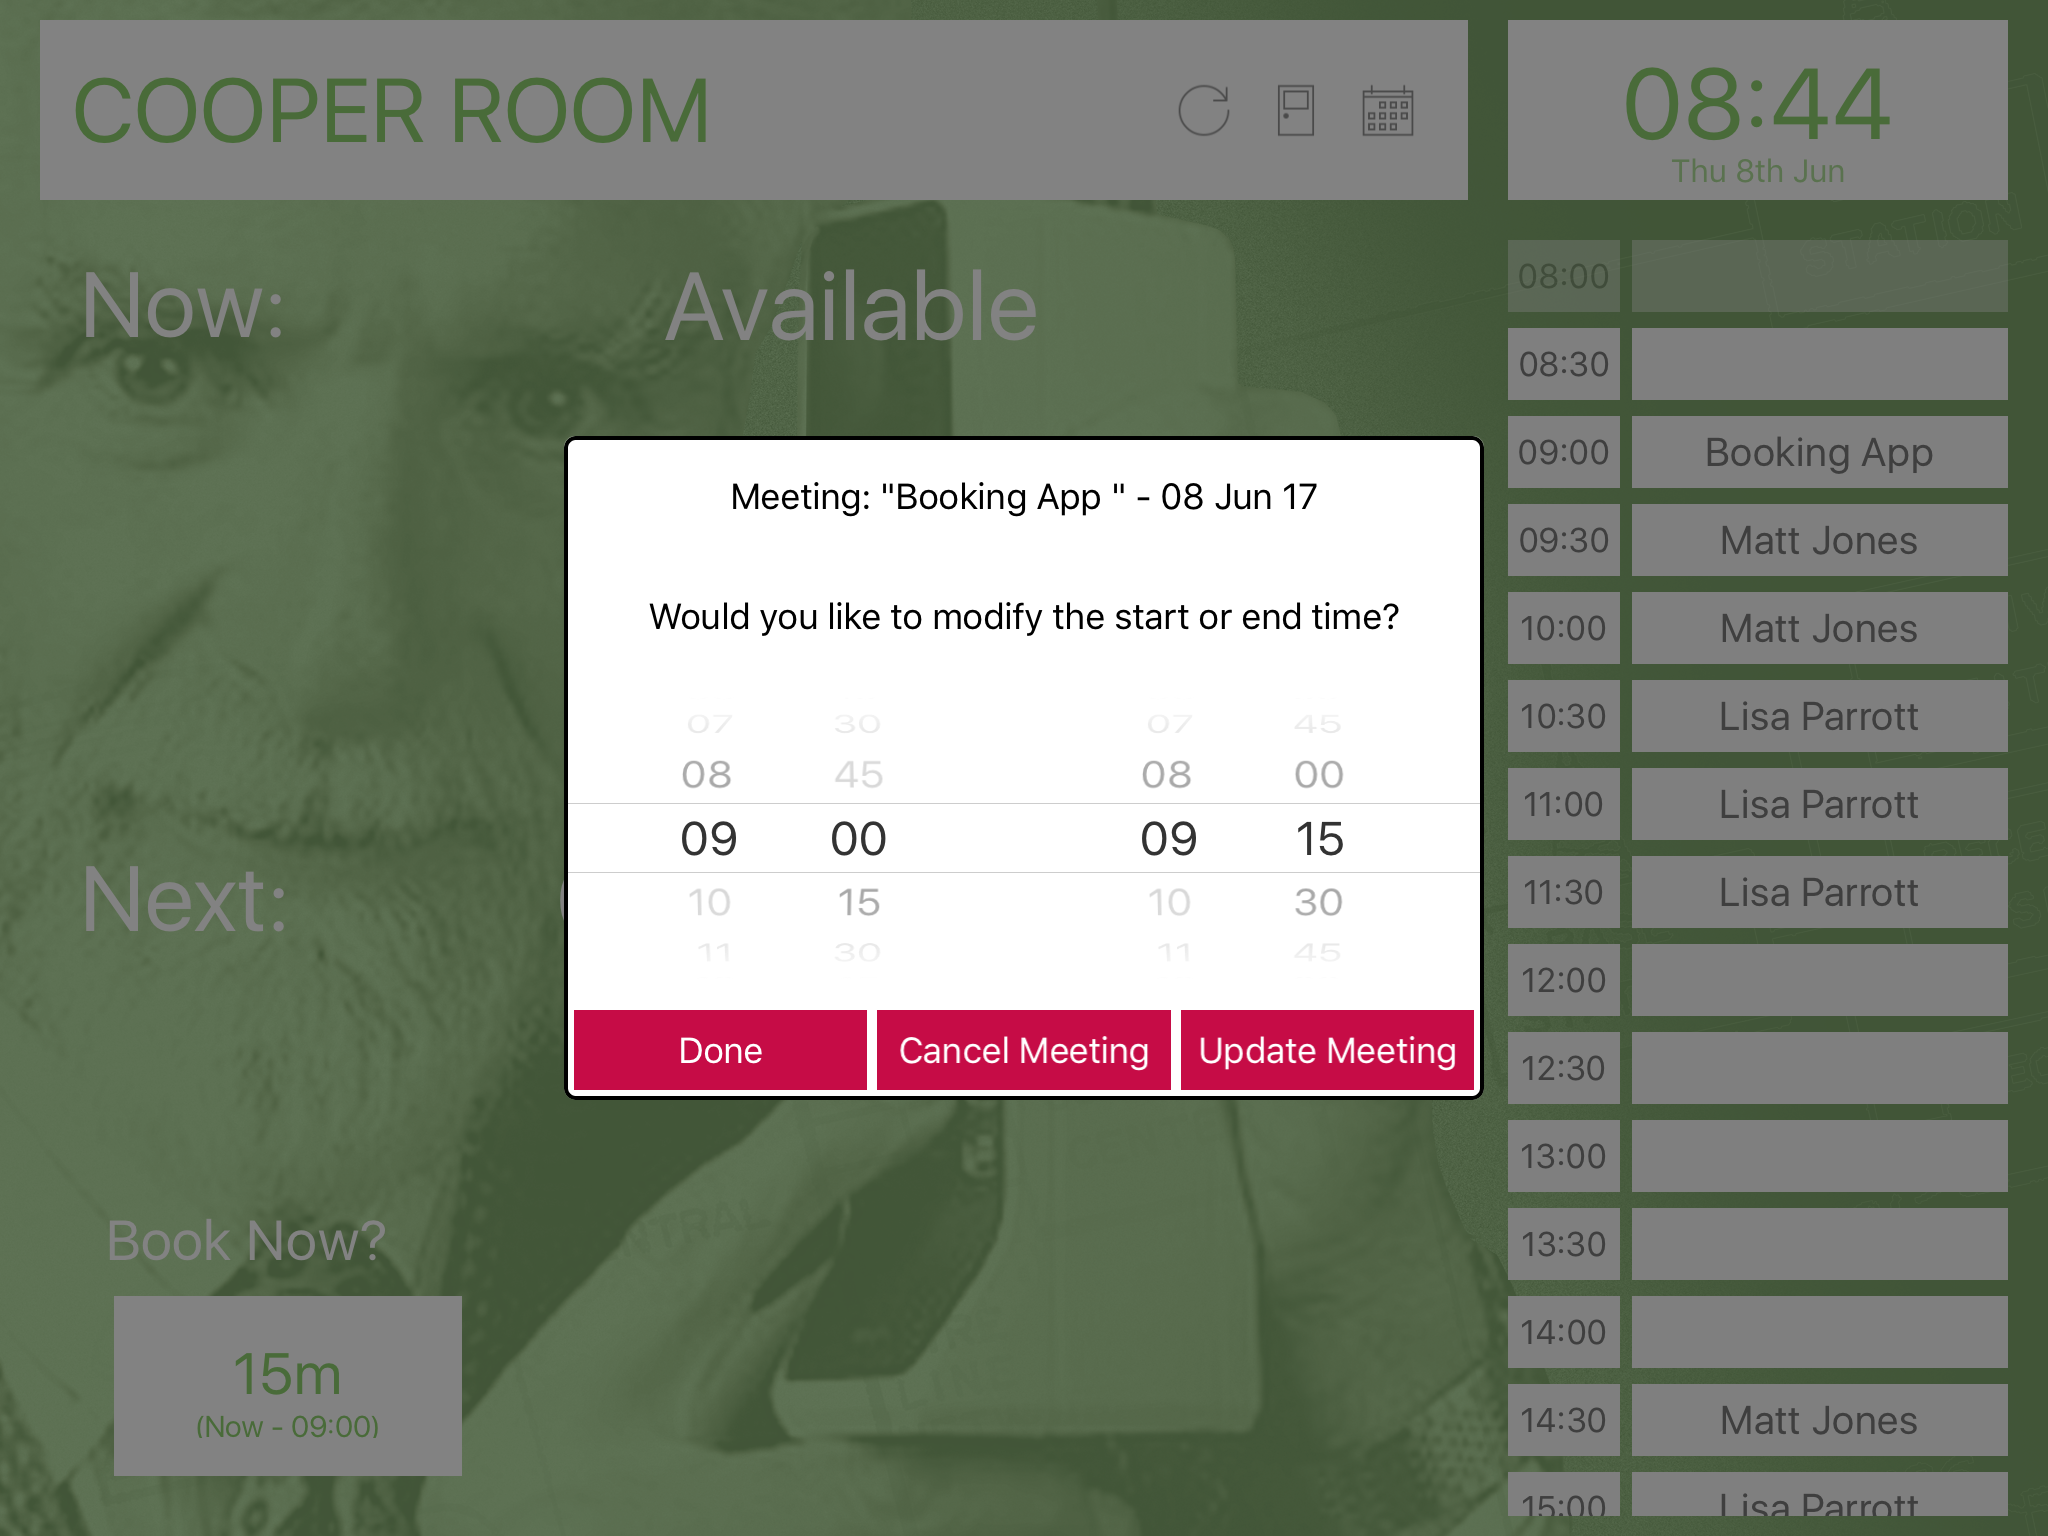 COOPER ROOM
08:44
Thu 8th Jun
Now:
Available
Next:
Book Now?
15m
(Now - 09:00)
Meeting: "Booking App " - 08 Jun 17
Would you like to modify the start or end time?
07 30 07 45
08 45 08 00
09 00 09 15
10 15 10 30
11 30 11 45
Done
Cancel Meeting
Update Meeting
08:00
08:30
09:00 Booking App
09:30 Matt Jones
10:00 Matt Jones
10:30 Lisa Parrott
11:00 Lisa Parrott
11:30 Lisa Parrott
12:00
12:30
13:00
13:30
14:00
14:30 Matt Jones
15:00 Lisa Parrott
STATION
CENTRAL
LIRE